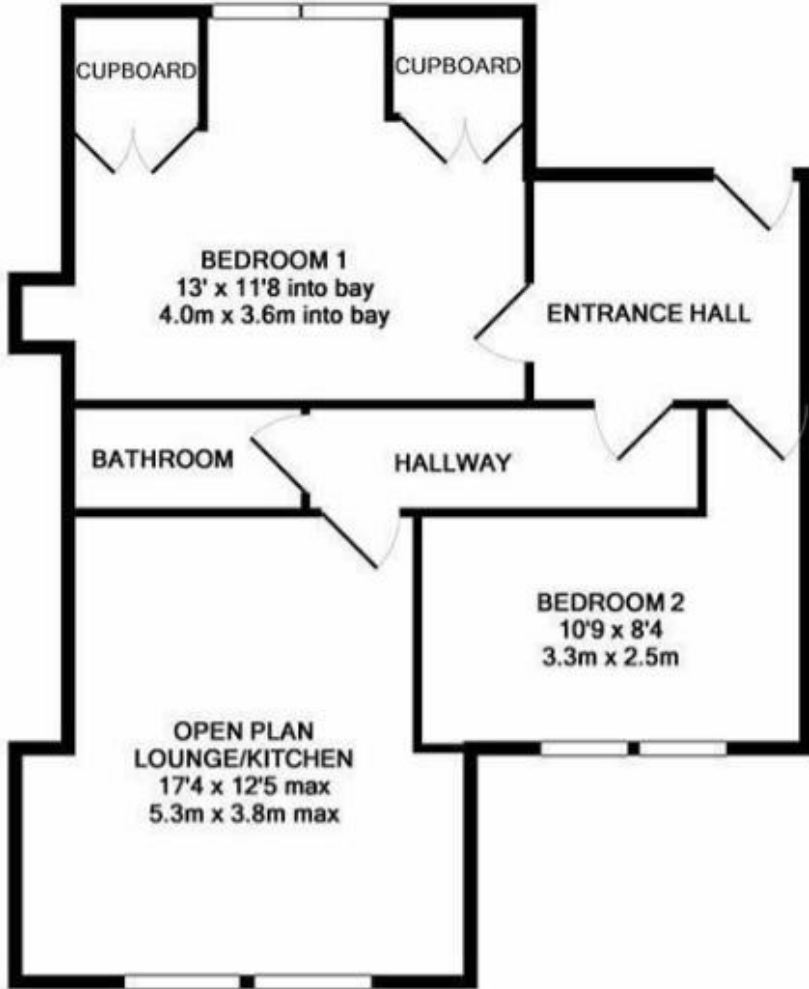 CUPBOARD
CUPBOARD
BEDROOM 1
13' x 11'8 into bay
4.0m x 3.6m into bay
ENTRANCE HALL
BATHROOM
HALLWAY
BEDROOM 2
10'9 x 8'4
3.3m x 2.5m
OPEN PLAN
LOUNGE/KITCHEN
17'4 x 12'5 max
5.3m x 3.8m max